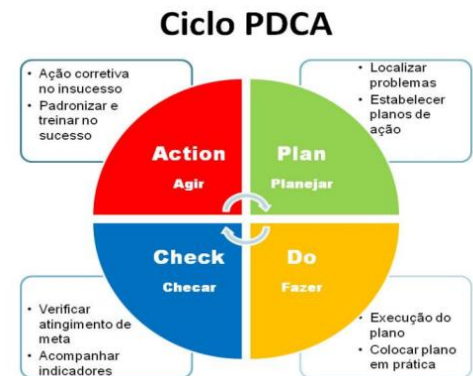 Ciclo PDCA
• Ação corretiva
no insucesso
• Padronizar e
treinar no
sucesso
• Localizar
problemas
• Estabelecer
planos de
ação
Action
Agir
Plan
Planejar
Check
Checar
Do
Fazer
• Verificar
atingimento de
meta
• Acompanhar
indicadores
• Execução do
plano
• Colocar plano
em prática